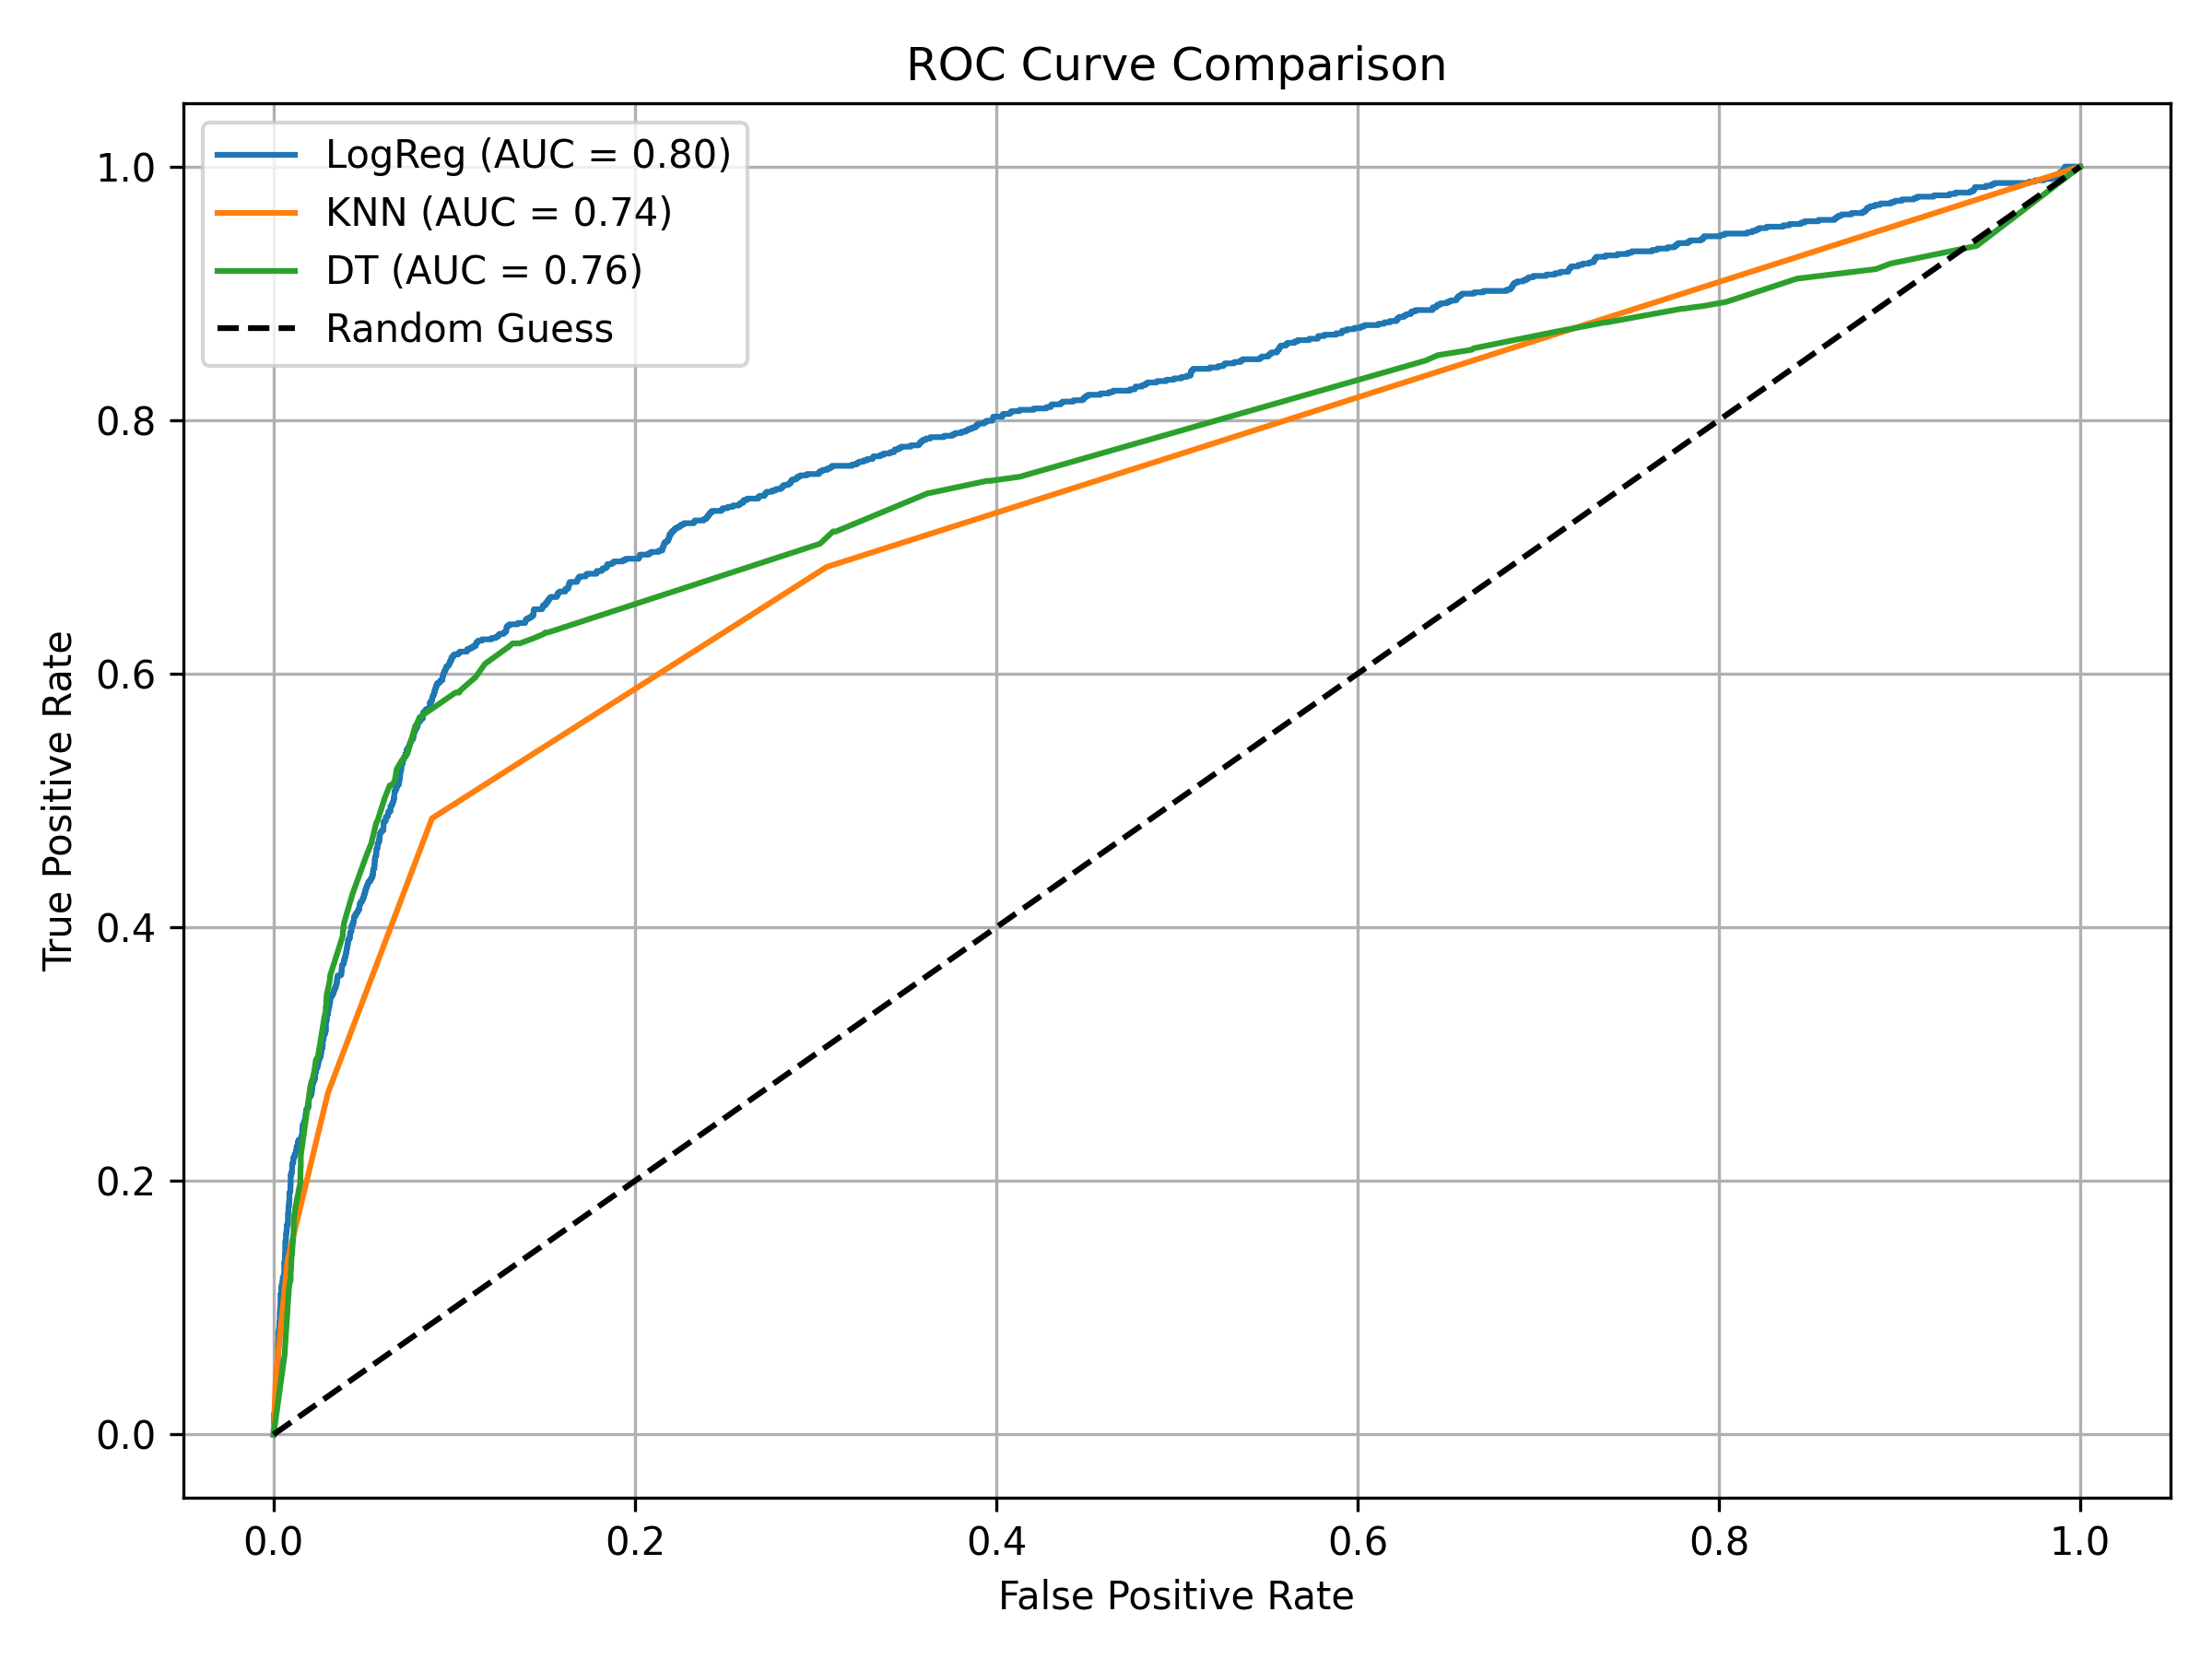 ROC Curve Comparison
LogReg (AUC = 0.80)
KNN (AUC = 0.74)
DT (AUC = 0.76)
Random Guess
True Positive Rate
1.0
0.8
0.6
0.4
0.2
0.0
0.0 0.2 0.4 0.6 0.8 1.0
False Positive Rate